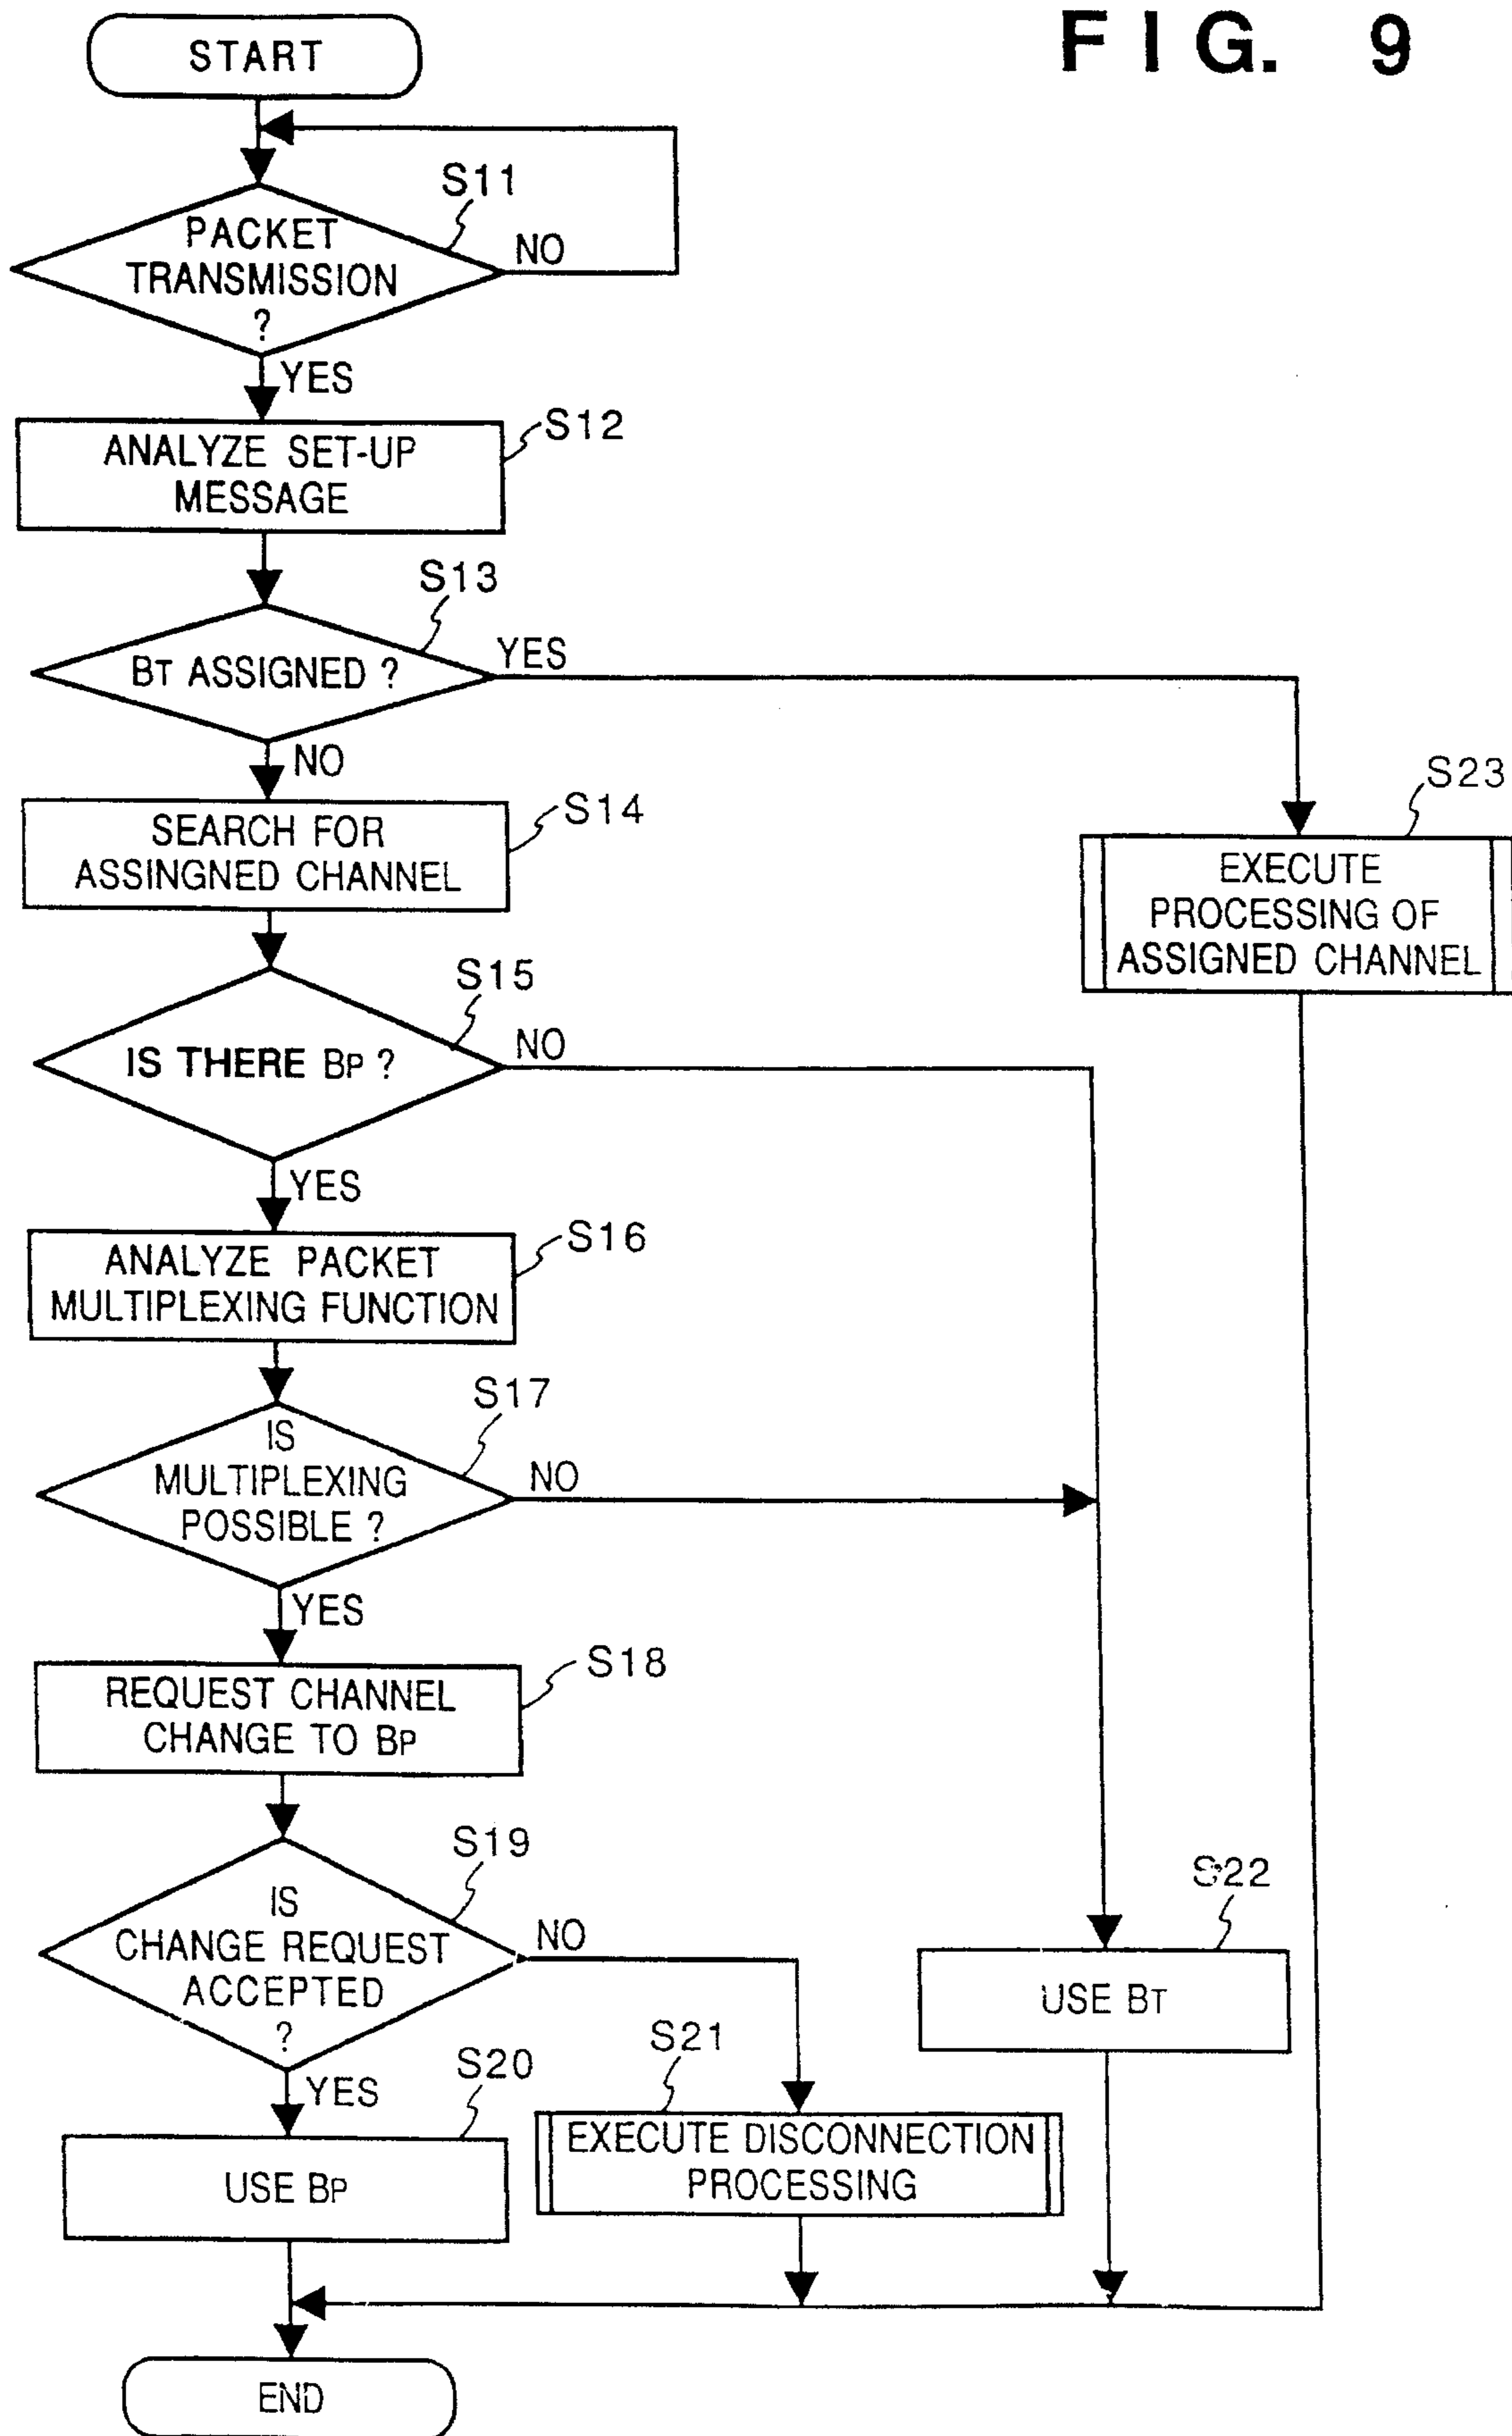 FIG. 9
START
S11
PACKET
TRANSMISSION
?
NO
YES
S12
ANALYZE SET-UP
MESSAGE
S13
BT ASSIGNED ?
YES
NO
S14
SEARCH FOR
ASSINGNED CHANNEL
S23
EXECUTE
PROCESSING OF
ASSIGNED CHANNEL
S15
IS THERE BP ?
NO
YES
S16
ANALYZE PACKET
MULTIPLEXING FUNCTION
S17
IS
MULTIPLEXING
POSSIBLE ?
NO
YES
S18
REQUEST CHANNEL
CHANGE TO BP
S19
IS
CHANGE REQUEST
ACCEPTED
?
NO
YES
S22
USE BT
S20
USE BP
S21
EXECUTE DISCONNECTION
PROCESSING
END